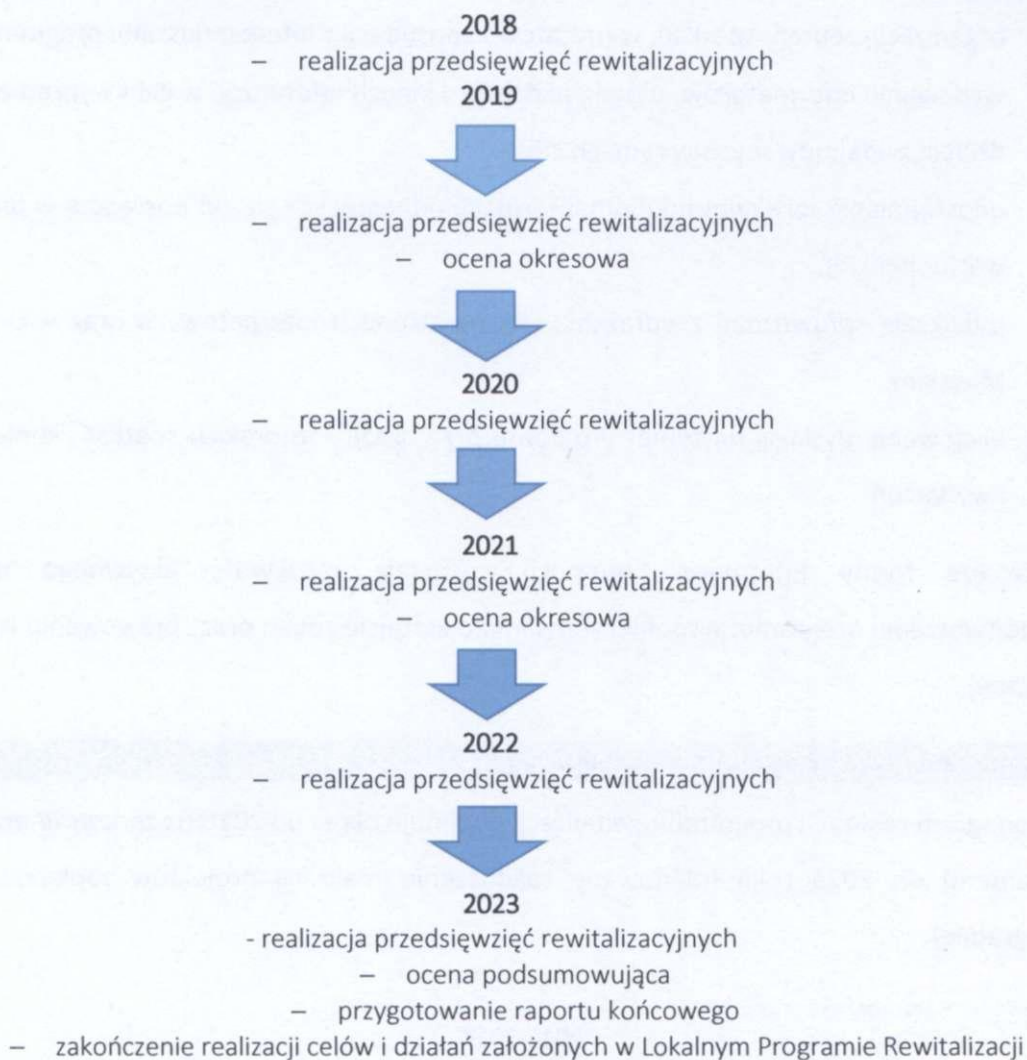 2018
– realizacja przedsięwzięć rewitalizacyjnych
2019
– realizacja przedsięwzięć rewitalizacyjnych
– ocena okresowa
2020
– realizacja przedsięwzięć rewitalizacyjnych
2021
– realizacja przedsięwzięć rewitalizacyjnych
– ocena okresowa
2022
– realizacja przedsięwzięć rewitalizacyjnych
2023
- realizacja przedsięwzięć rewitalizacyjnych
– ocena podsumowująca
– przygotowanie raportu końcowego
– zakończenie realizacji celów i działań założonych w Lokalnym Programie Rewitalizacji